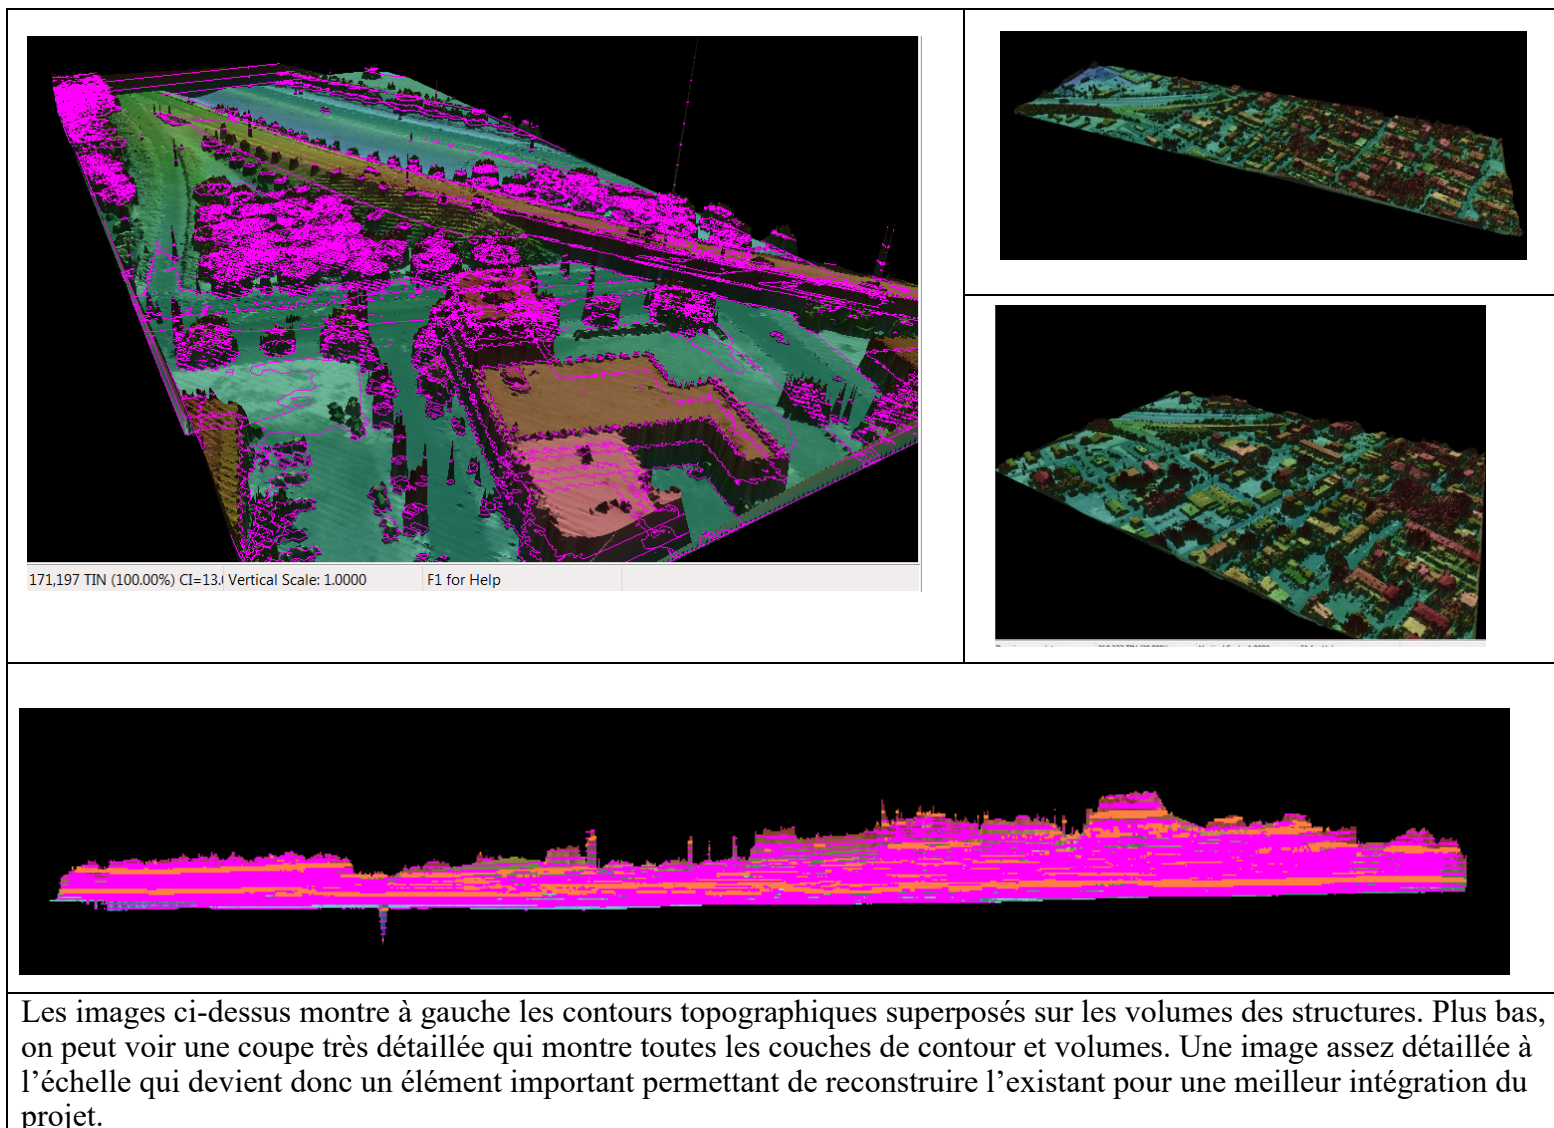 171,197 TIN (100.00%) CI=13.( Vertical Scale: 1.0000 F1 for Help
Les images ci-dessus montre à gauche les contours topographiques superposés sur les volumes des structures. Plus bas,
on peut voir une coupe très détaillée qui montre toutes les couches de contour et volumes. Une image assez détaillée à
l’échelle qui devient donc un élément important permettant de reconstruire l’existant pour une meilleur intégration du
projet.